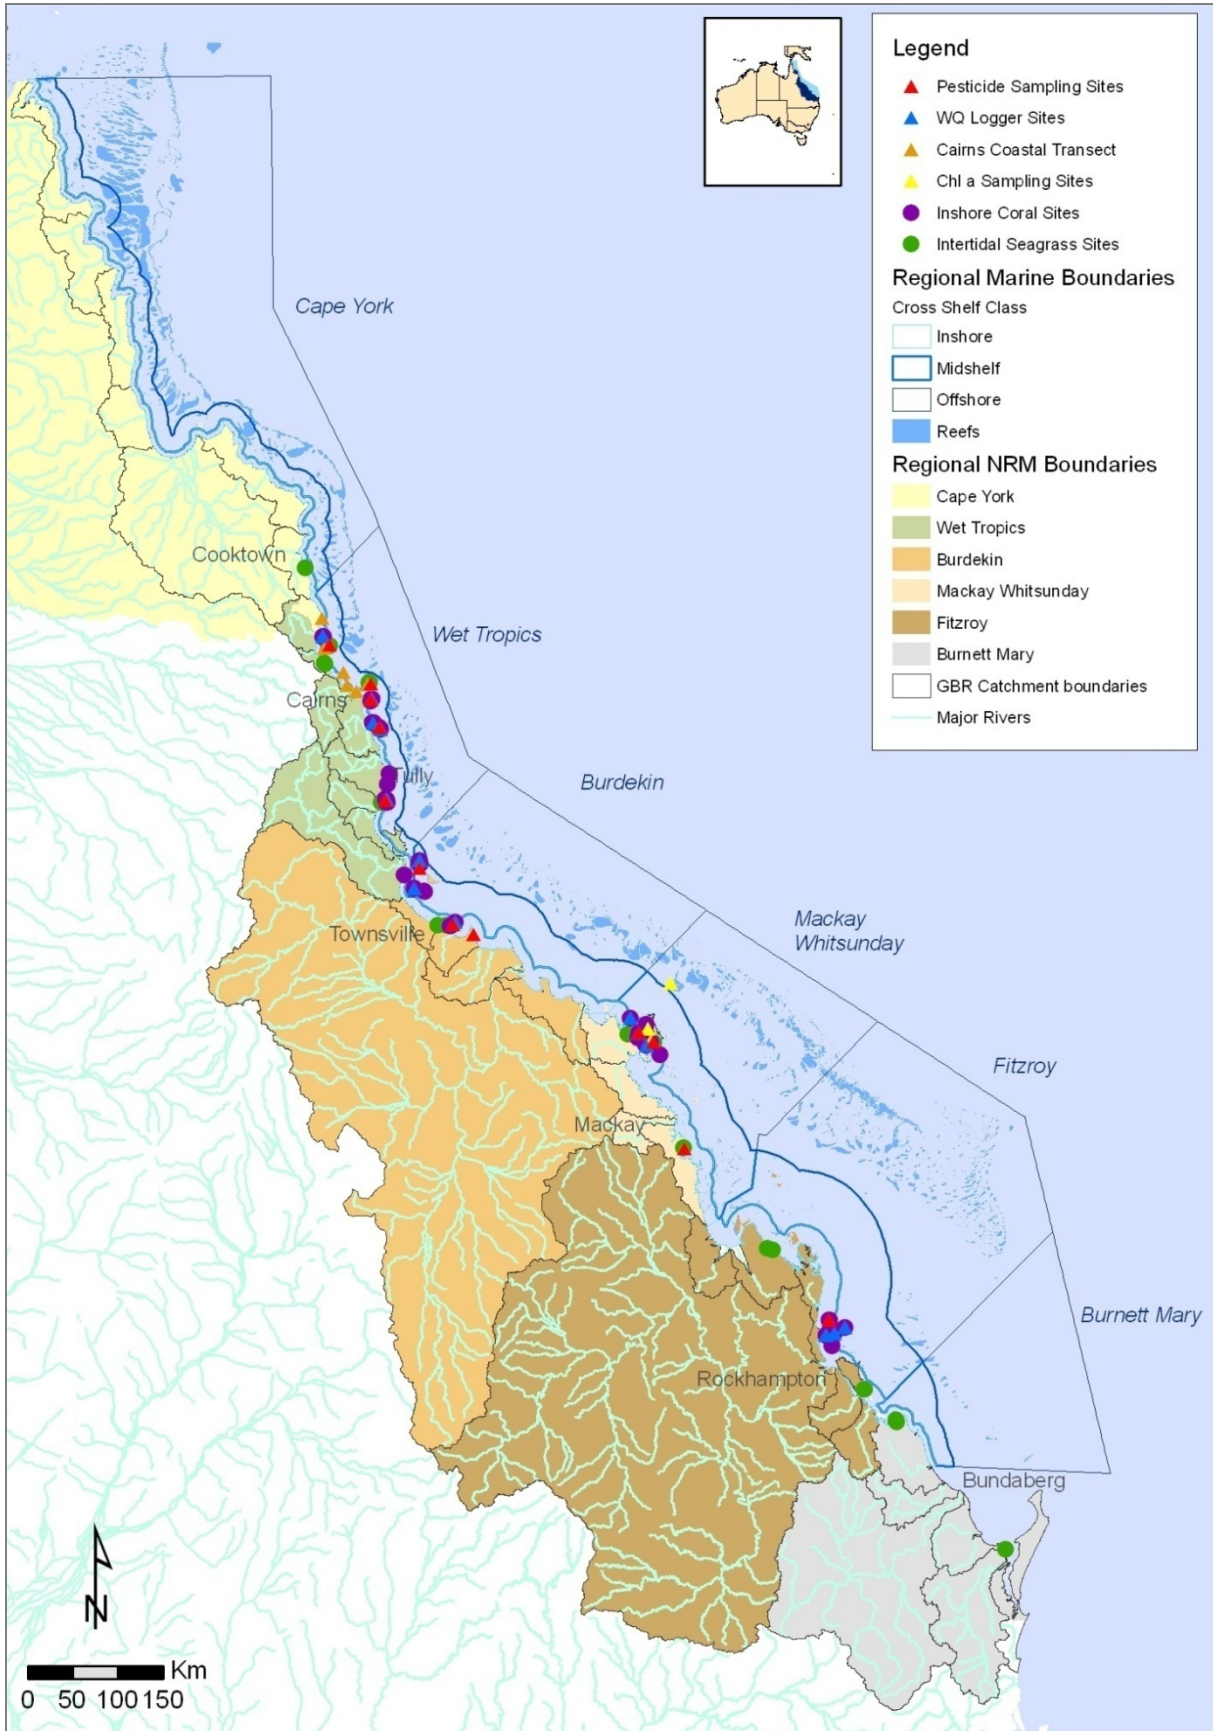 Legend
Pesticide Sampling Sites
WQ Logger Sites
Cairns Coastal Transect
Chl a Sampling Sites
Inshore Coral Sites
Intertidal Seagrass Sites
Regional Marine Boundaries
Cross Shelf Class
Inshore
Midshelf
Offshore
Reefs
Regional NRM Boundaries
Cape York
Wet Tropics
Burdekin
Mackay Whitsunday
Fitzroy
Burnett Mary
GBR Catchment boundaries
Major Rivers
Cape York
Cooktown
Wet Tropics
Cairns
Tully
Burdekin
Townsville
Mackay
Whitsunday
Fitzroy
Mackay
Burnett Mary
Rockhampton
Bundaberg
N
Km
0 50 100 150